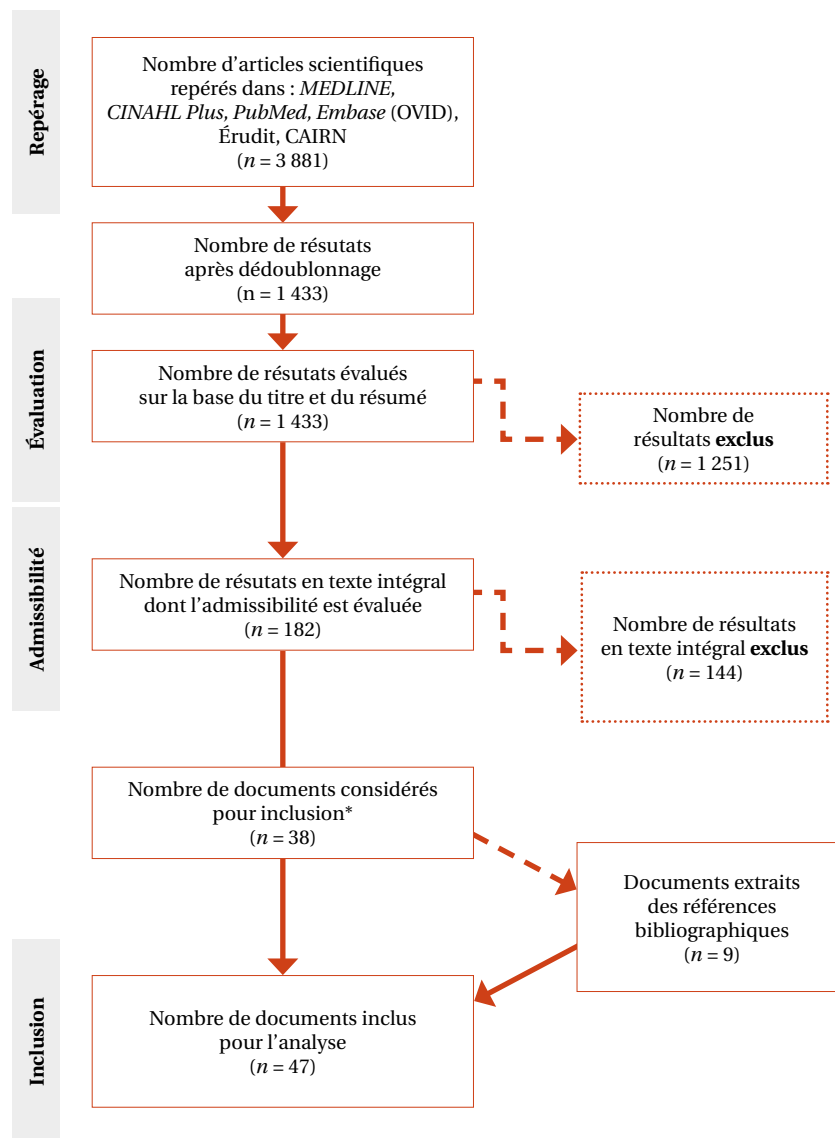 Repérage
Nombre d'articles scientifiques
repérés dans : MEDLINE,
CINAHL Plus, PubMed, Embase (OVID),
Érudit, CAIRN
(n = 3 881)
Nombre de résutats
après dédoublonnage
(n = 1 433)
Évaluation
Nombre de résutats évalués
sur la base du titre et du résumé
(n = 1 433)
Nombre de
résultats exclus
(n = 1 251)
Admissibilité
Nombre de résutats en texte intégral
dont l'admissibilité est évaluée
(n = 182)
Nombre de résultats
en texte intégral exclus
(n = 144)
Nombre de documents considérés
pour inclusion*
(n = 38)
Documents extraits
des références
bibliographiques
(n = 9)
Inclusion
Nombre de documents inclus
pour l'analyse
(n = 47)